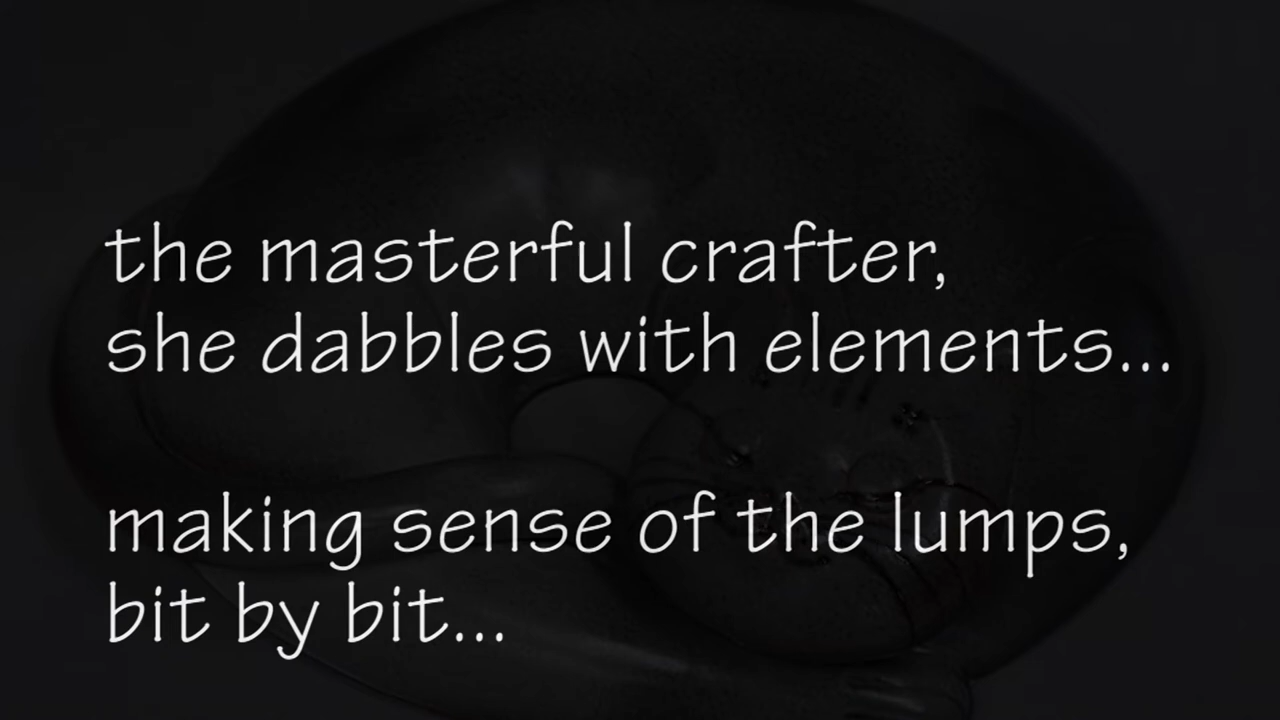 the masterful crafter,
she dabbles with elements...
making sense of the lumps,
bit by bit...